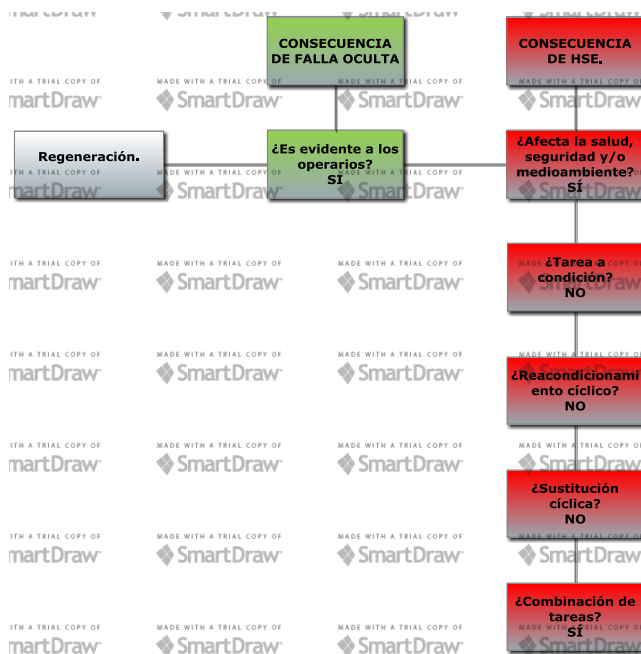 CONSECUENCIA
DE FALLA OCULTA
CONSECUENCIA
DE HSE.
Regeneración.
¿Es evidente a los
operarios?
SÍ
¿Afecta la salud,
seguridad y/o
medioambiente?
SÍ
¿Tarea a
condición?
NO
¿Reacondicionami
ento cíclico?
NO
¿Sustitución
cíclica?
NO
¿Combinación de
tareas?
SÍ
MADE WITH A TRIAL COPY OF
SmartDraw